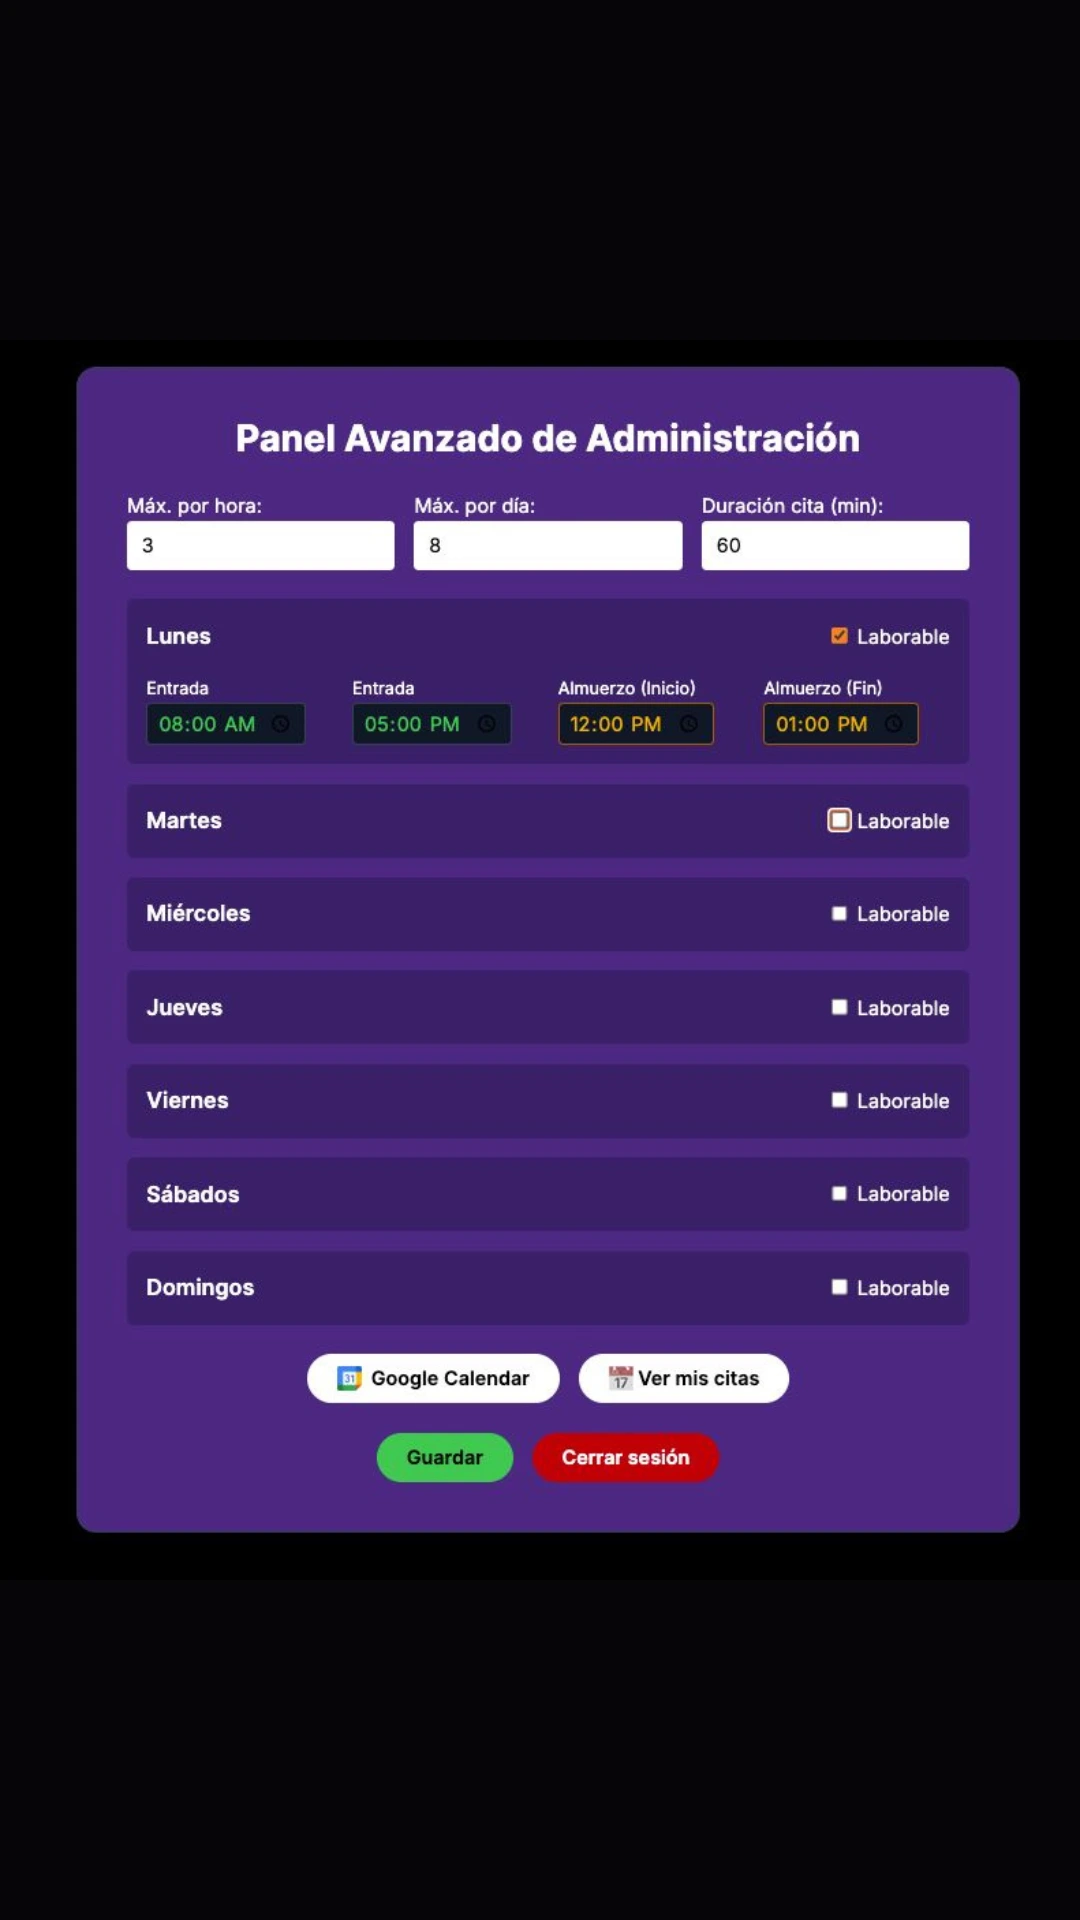 Panel Avanzado de Administración
Máx. por hora: Máx. por día: Duración cita (min):
3 8 60
Lunes Laborable
Entrada Entrada Almuerzo (Inicio) Almuerzo (Fin)
08:00 AM 05:00 PM 12:00 PM 01:00 PM
Martes Laborable
Miércoles Laborable
Jueves Laborable
Viernes Laborable
Sábados Laborable
Domingos Laborable
31 Google Calendar 17 Ver mis citas
Guardar Cerrar sesión